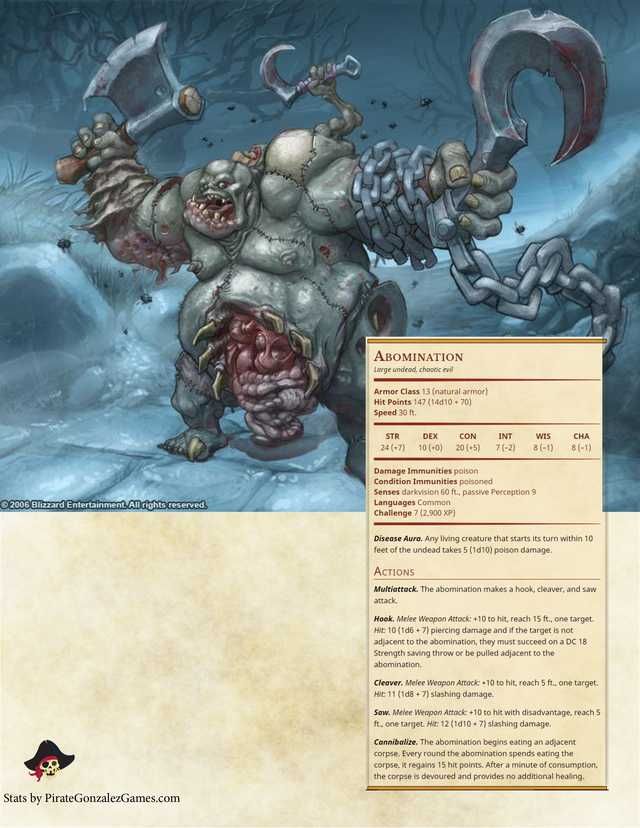 © 2006 Blizzard Entertainment. All rights reserved.
ABOMINATION
Large undead, chaotic evil
Armor Class 13 (natural armor)
Hit Points 147 (14d10 + 70)
Speed 30 ft.
STR DEX CON INT WIS CHA
24 (+7) 10 (+0) 20 (+5) 7 (−2) 8 (−1) 8 (−1)
Damage Immunities poison
Condition Immunities poisoned
Senses darkvision 60 ft., passive Perception 9
Languages Common
Challenge 7 (2,900 XP)
Disease Aura. Any living creature that starts its turn within 10
feet of the undead takes 5 (1d10) poison damage.
ACTIONS
Multiattack. The abomination makes a hook, cleaver, and saw
attack.
Hook. Melee Weapon Attack: +10 to hit, reach 15 ft., one target.
Hit: 10 (1d6 + 7) piercing damage and if the target is not
adjacent to the abomination, they must succeed on a DC 18
Strength saving throw or be pulled adjacent to the
abomination.
Cleaver. Melee Weapon Attack: +10 to hit, reach 5 ft., one target.
Hit: 11 (1d8 + 7) slashing damage.
Saw. Melee Weapon Attack: +10 to hit with disadvantage, reach 5
ft., one target. Hit: 12 (1d10 + 7) slashing damage.
Cannibalize. The abomination begins eating an adjacent
corpse. Every round the abomination spends eating the
corpse, it regains 15 hit points. After a minute of consumption,
the corpse is devoured and provides no additional healing.
Stats by PirateGonzalezGames.com